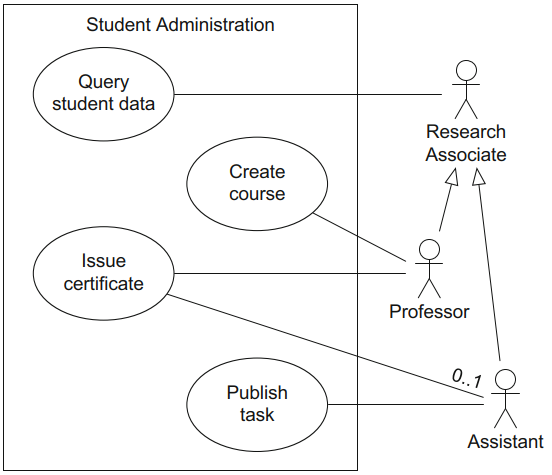 Student Administration
Query
student data
Research
Associate
Create
course
Issue
certificate
Professor
0..1
Publish
task
Assistant